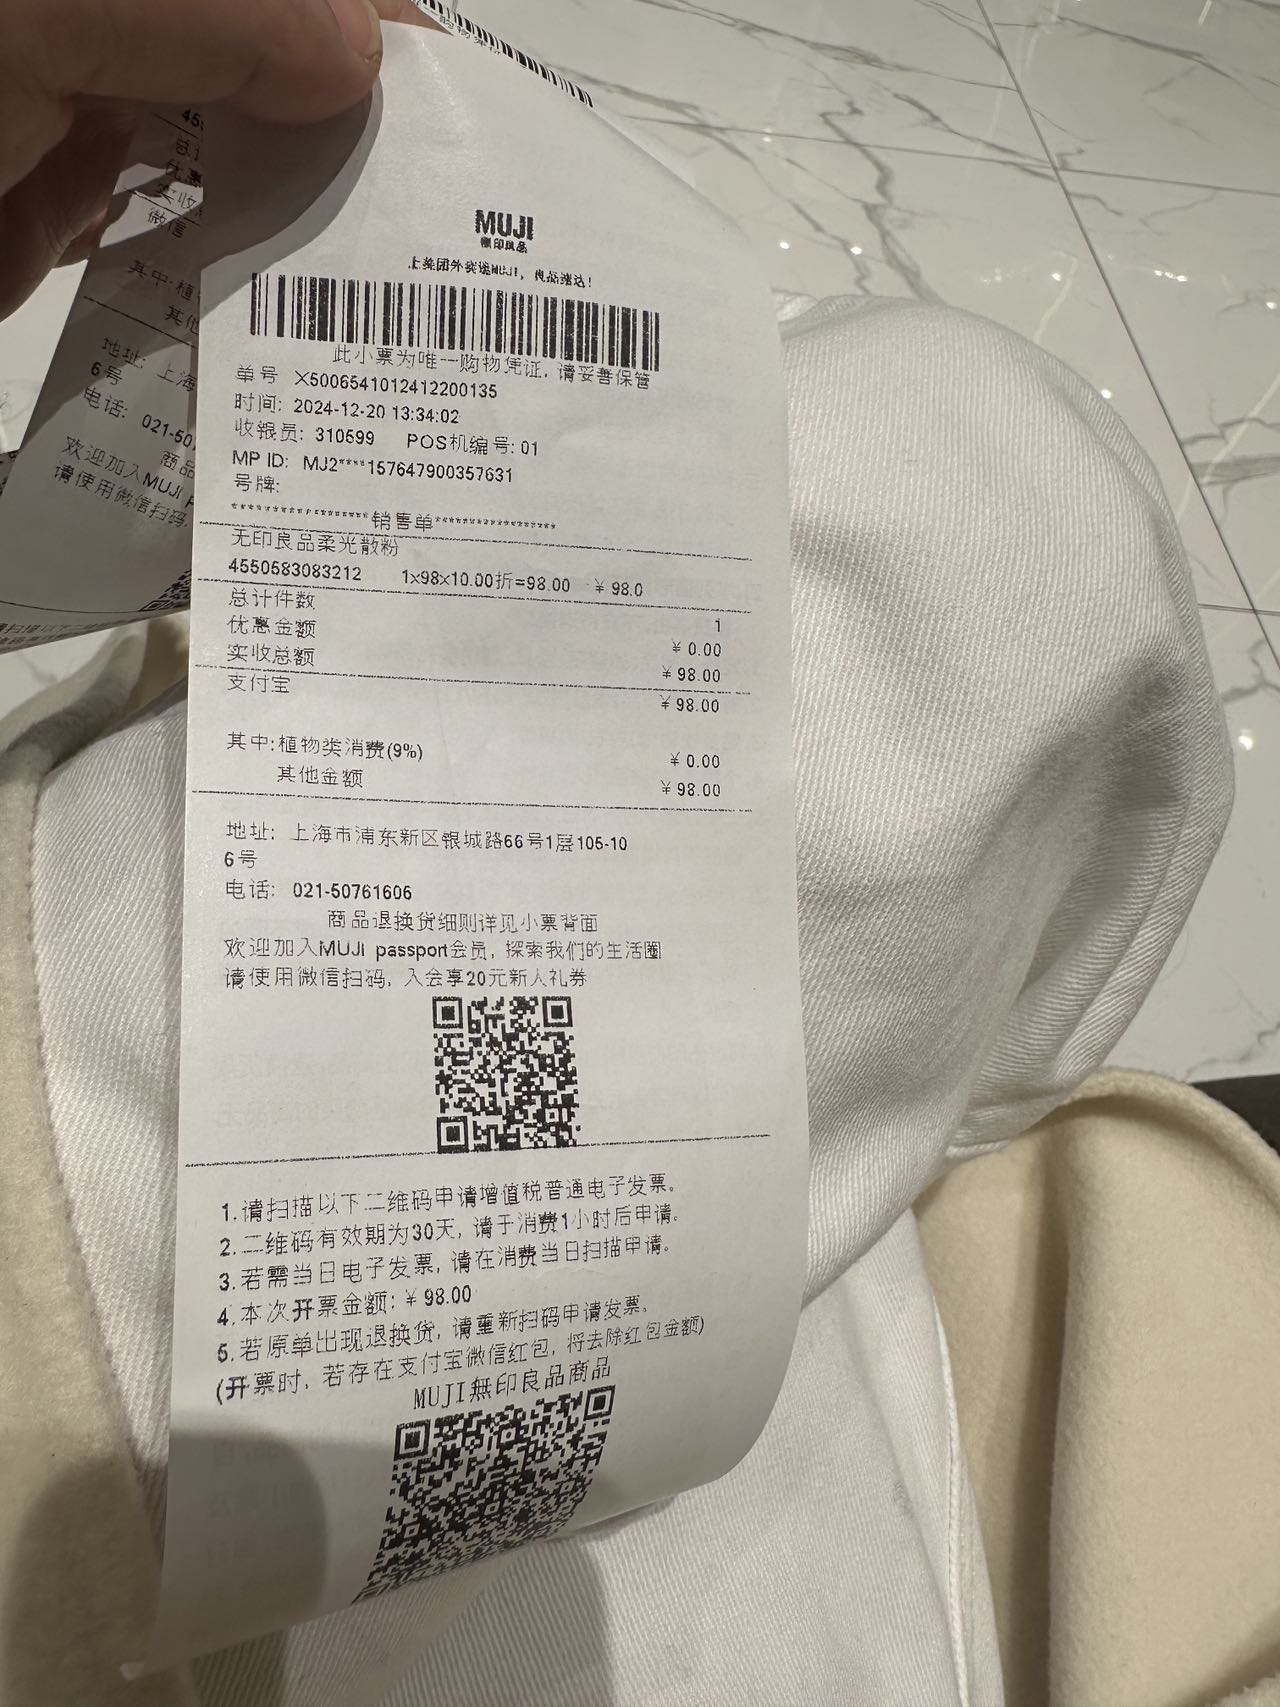 MUJI
無印良品
上美团外卖选MUJI，良品速达！
此小票为唯一购物凭证, 请妥善保管
单号 X5006541012412200135
时间: 2024-12-20 13:34:02
收银员: 310599 POS机编号: 01
MP ID: MJ2****157647900357631
号牌:
销售单
无印良品柔光散粉
4550583083212 1x98x10.00折=98.00 ¥ 98.0
总计件数 1
优惠金额 ¥ 0.00
实收总额 ¥ 98.00
支付宝 ¥ 98.00
其中:植物类消费(9%) ¥ 0.00
其他金额 ¥ 98.00
地址: 上海市浦东新区银城路66号1层105-10
6号
电话: 021-50761606
商品退换货细则详见小票背面
欢迎加入MUJI passport会员, 探索我们的生活圈
请使用微信扫码, 入会享20元新人礼券
1.请扫描以下二维码申请增值税普通电子发票。
2.二维码有效期为30天, 请于消费1小时后申请。
3.若需当日电子发票, 请在消费当日扫描申请。
4.本次开票金额: ¥ 98.00
5.若原单出现退换货, 请重新扫码申请发票。
(开票时, 若存在支付宝微信红包, 将去除红包金额)
MUJI無印良品商品
优惠
实收
微信
其中:植
其他
地址: 上海
6号
电话: 021-50
商品
欢迎加入MUJI
请使用微信扫码,